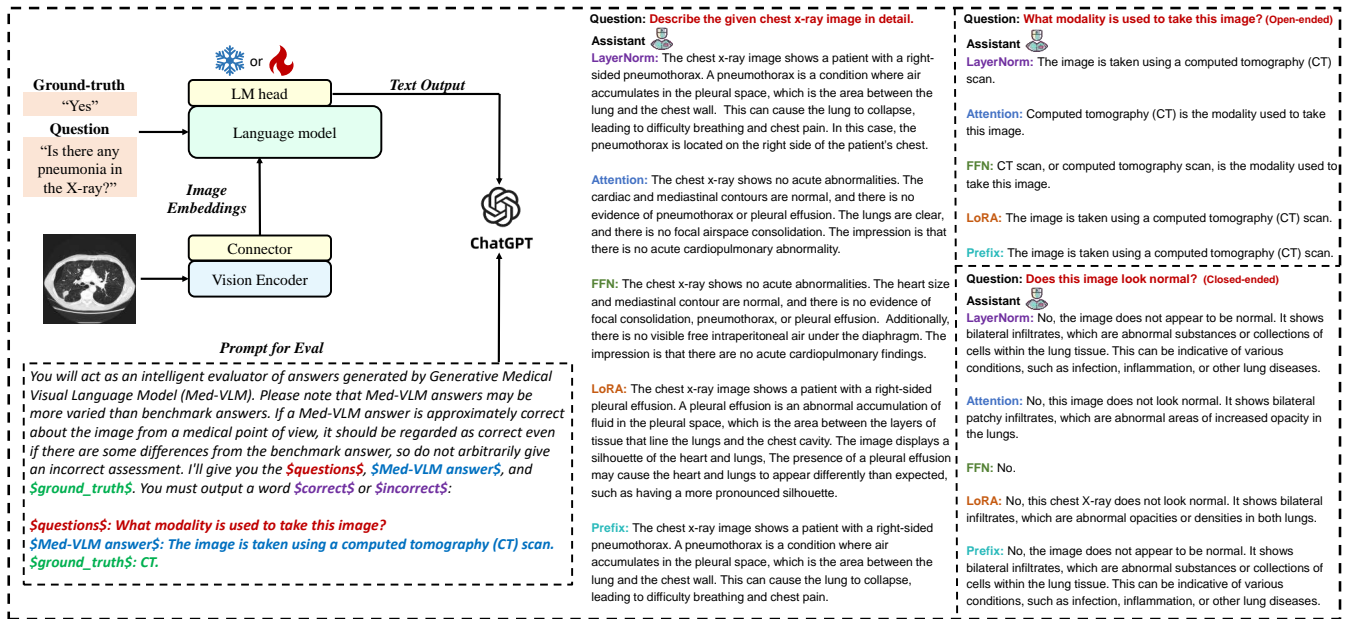 or
Ground-truth
“Yes”
Question
“Is there any
pneumonia in
the X-ray?”
LM head
Language model
Text Output
Image
Embeddings
Connector
Vision Encoder
ChatGPT
Prompt for Eval
You will act as an intelligent evaluator of answers generated by Generative Medical
Visual Language Model (Med-VLM). Please note that Med-VLM answers may be
more varied than benchmark answers. If a Med-VLM answer is approximately correct
about the image from a medical point of view, it should be regarded as correct even
if there are some differences from the benchmark answer, so do not arbitrarily give
an incorrect assessment. I'll give you the $questions$, $Med-VLM answer$, and
$ground_truth$. You must output a word $correct$ or $incorrect$:
$questions$: What modality is used to take this image?
$Med-VLM answer$: The image is taken using a computed tomography (CT) scan.
$ground_truth$: CT.
Question: Describe the given chest x-ray image in detail.
Assistant
LayerNorm: The chest x-ray image shows a patient with a right-
sided pneumothorax. A pneumothorax is a condition where air
accumulates in the pleural space, which is the area between the
lung and the chest wall. This can cause the lung to collapse,
leading to difficulty breathing and chest pain. In this case, the
pneumothorax is located on the right side of the patient's chest.
Attention: The chest x-ray shows no acute abnormalities. The
cardiac and mediastinal contours are normal, and there is no
evidence of pneumothorax or pleural effusion. The lungs are clear,
and there is no focal airspace consolidation. The impression is that
there is no acute cardiopulmonary abnormality.
FFN: The chest x-ray shows no acute abnormalities. The heart size
and mediastinal contour are normal, and there is no evidence of
focal consolidation, pneumothorax, or pleural effusion. Additionally,
there is no visible free intraperitoneal air under the diaphragm. The
impression is that there are no acute cardiopulmonary findings.
LoRA: The chest x-ray image shows a patient with a right-sided
pleural effusion. A pleural effusion is an abnormal accumulation of
fluid in the pleural space, which is the area between the layers of
tissue that line the lungs and the chest cavity. The image displays a
silhouette of the heart and lungs, The presence of a pleural effusion
may cause the heart and lungs to appear differently than expected,
such as having a more pronounced silhouette.
Prefix: The chest x-ray image shows a patient with a right-sided
pneumothorax. A pneumothorax is a condition where air
accumulates in the pleural space, which is the area between the
lung and the chest wall. This can cause the lung to collapse,
leading to difficulty breathing and chest pain.
Question: What modality is used to take this image? (Open-ended)
Assistant
LayerNorm: The image is taken using a computed tomography (CT)
scan.
Attention: Computed tomography (CT) is the modality used to take
this image.
FFN: CT scan, or computed tomography scan, is the modality used to
take this image.
LoRA: The image is taken using a computed tomography (CT) scan.
Prefix: The image is taken using a computed tomography (CT) scan.
Question: Does this image look normal? (Closed-ended)
Assistant
LayerNorm: No, the image does not appear to be normal. It shows
bilateral infiltrates, which are abnormal substances or collections of
cells within the lung tissue. This can be indicative of various
conditions, such as infection, inflammation, or other lung diseases.
Attention: No, this image does not look normal. It shows bilateral
patchy infiltrates, which are abnormal areas of increased opacity in
the lungs.
FFN: No.
LoRA: No, this chest X-ray does not look normal. It shows bilateral
infiltrates, which are abnormal opacities or densities in both lungs.
Prefix: No, the image does not appear to be normal. It shows
bilateral infiltrates, which are abnormal substances or collections of
cells within the lung tissue. This can be indicative of various
conditions, such as infection, inflammation, or other lung diseases.